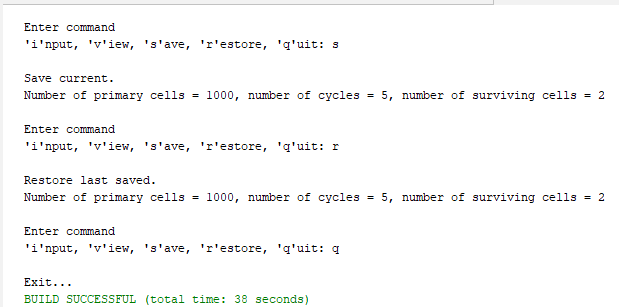 Enter command
'i'nput, 'v'iew, 's'ave, 'r'estore, 'q'uit: s
Save current.
Number of primary cells = 1000, number of cycles = 5, number of surviving cells = 2
Enter command
'i'nput, 'v'iew, 's'ave, 'r'estore, 'q'uit: r
Restore last saved.
Number of primary cells = 1000, number of cycles = 5, number of surviving cells = 2
Enter command
'i'nput, 'v'iew, 's'ave, 'r'estore, 'q'uit: q
Exit...
BUILD SUCCESSFUL (total time: 38 seconds)